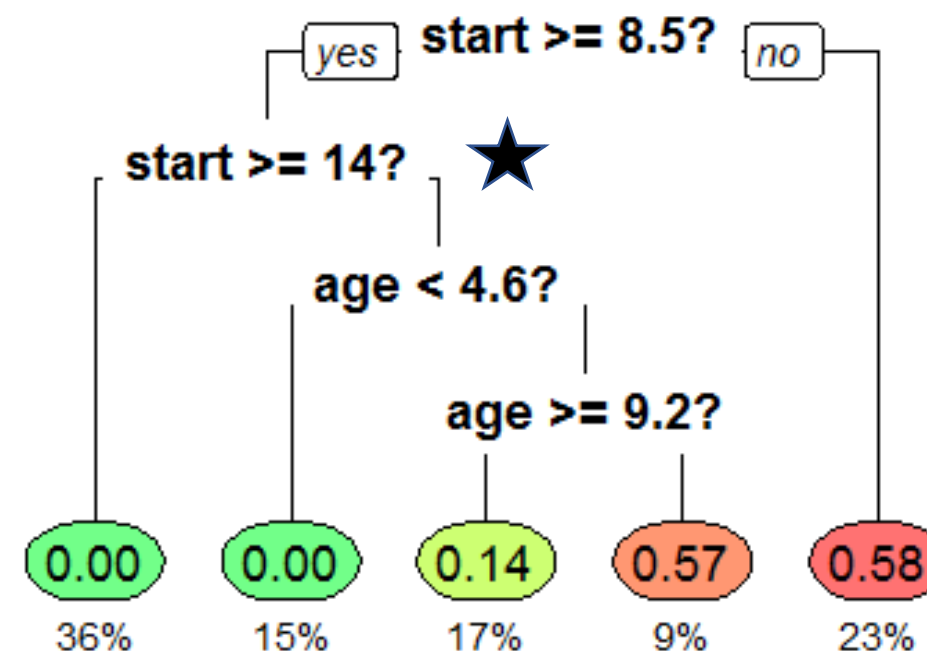 yes start >= 8.5? no
start >= 14?
age < 4.6?
age >= 9.2?
0.00 0.00 0.14 0.57 0.58
36% 15% 17% 9% 23%